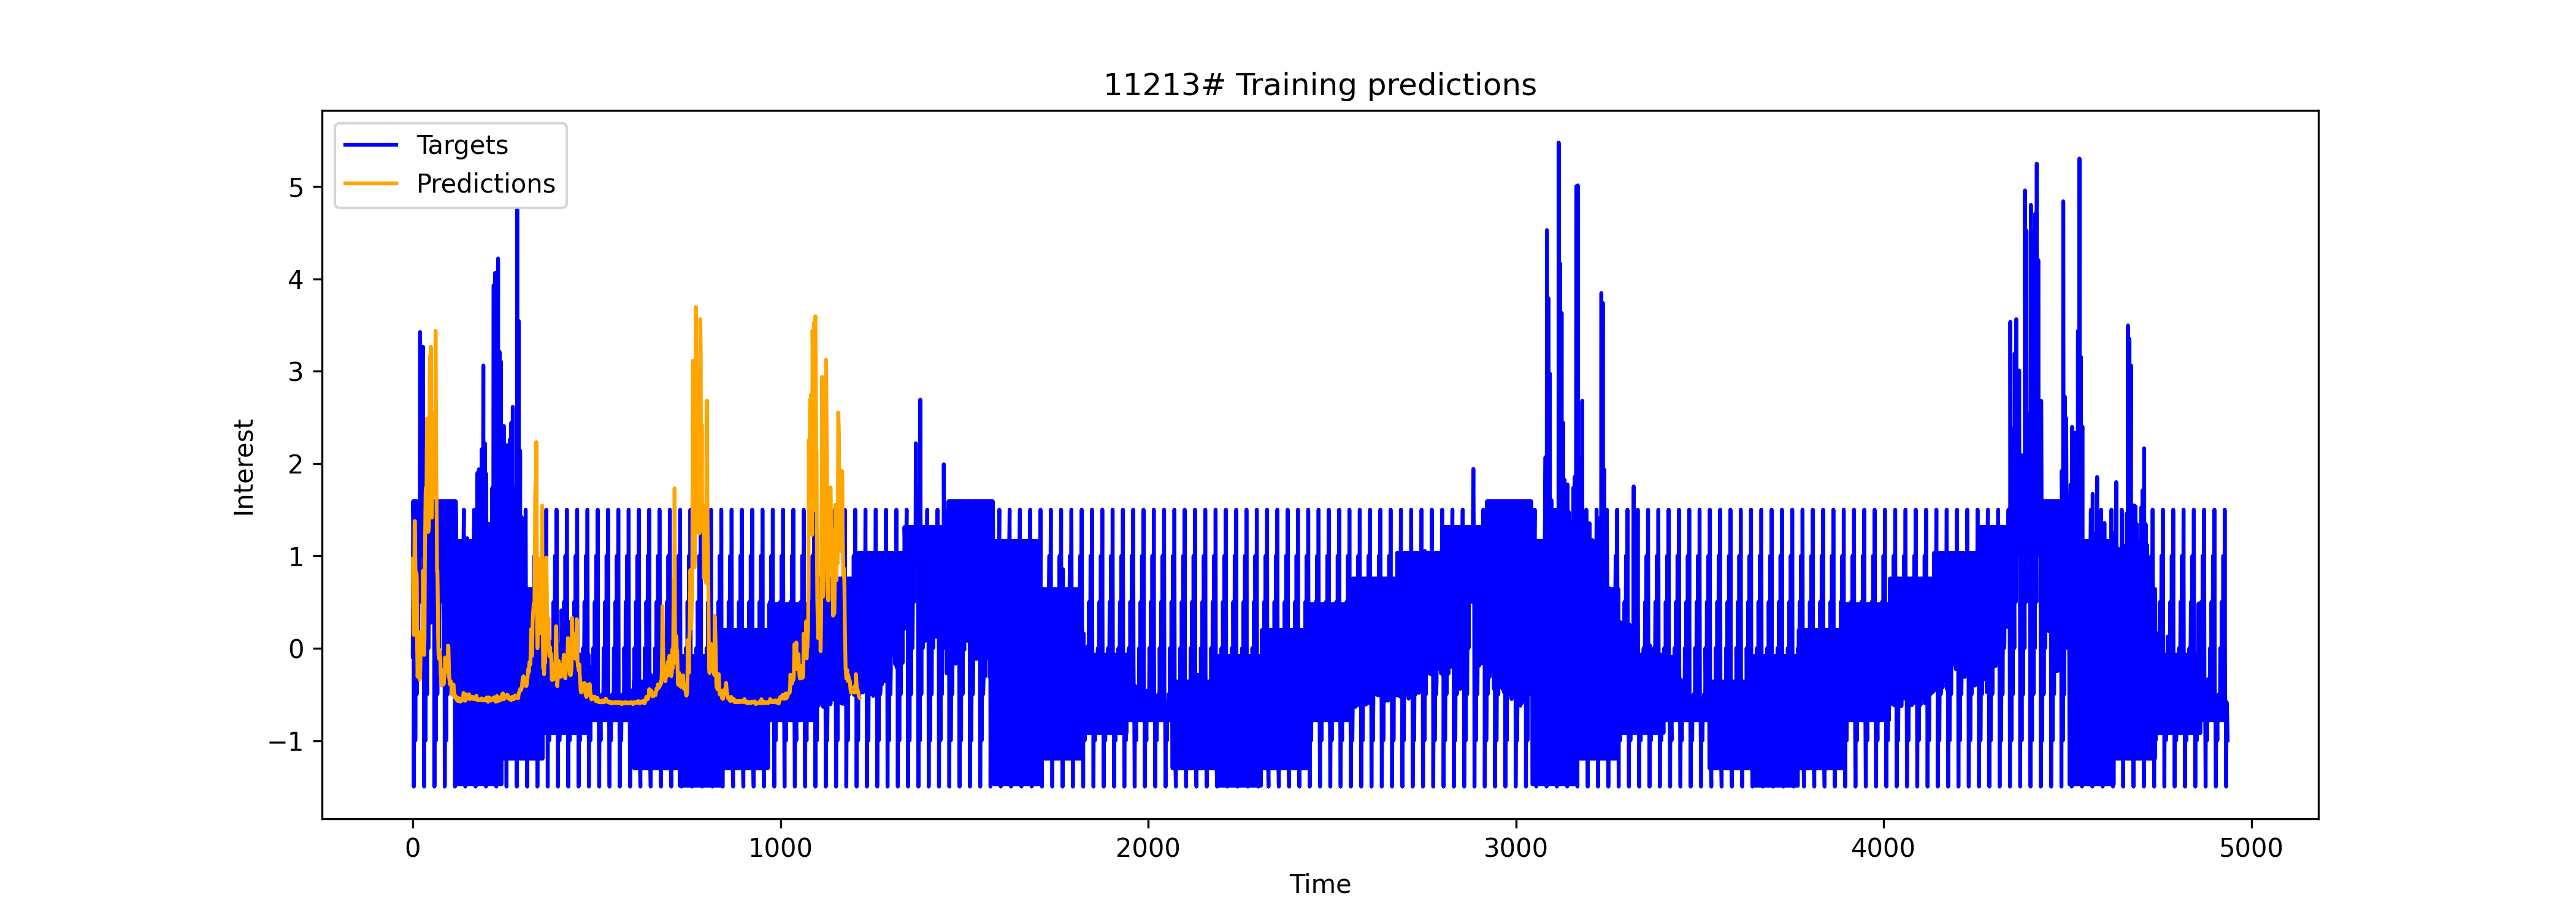 11213# Training predictions
Targets
Predictions
5
4
3
2
1
0
−1
Interest
0 1000 2000 3000 4000 5000
Time